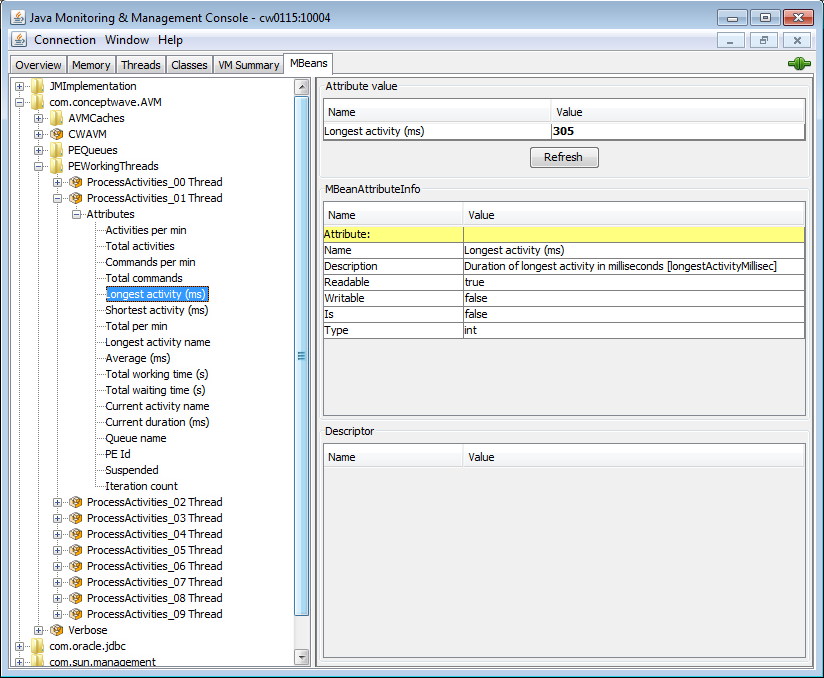 Java Monitoring & Management Console - cw0115:10004
Connection Window Help
Overview Memory Threads Classes VM Summary MBeans
JMImplementation
com.conceptwave.AVM
AVMCaches
CWAVM
PEQueues
PEWorkingThreads
ProcessActivities_00 Thread
ProcessActivities_01 Thread
Attributes
Activities per min
Total activities
Commands per min
Total commands
Longest activity (ms)
Shortest activity (ms)
Total per min
Longest activity name
Average (ms)
Total working time (s)
Total waiting time (s)
Current activity name
Current duration (ms)
Queue name
PE Id
Suspended
Iteration count
ProcessActivities_02 Thread
ProcessActivities_03 Thread
ProcessActivities_04 Thread
ProcessActivities_05 Thread
ProcessActivities_06 Thread
ProcessActivities_07 Thread
ProcessActivities_08 Thread
ProcessActivities_09 Thread
Verbose
com.oracle.jdbc
com.sun.management
Attribute value
Name Value
Longest activity (ms) 305
Refresh
MBeanAttributeInfo
Name Value
Attribute:
Name Longest activity (ms)
Description Duration of longest activity in milliseconds [longestActivityMillisec]
Readable true
Writable false
Is false
Type int
Descriptor
Name Value